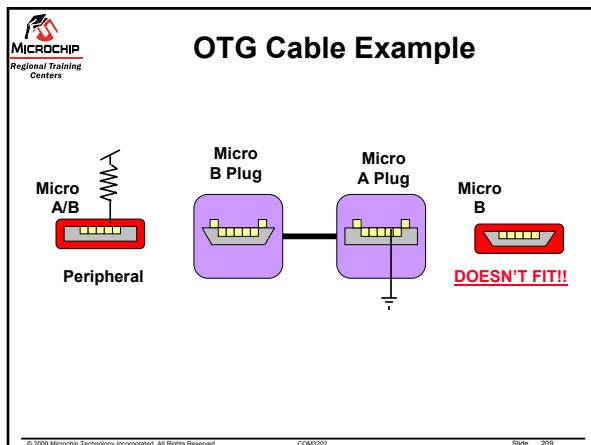 MICROCHIP
Regional Training
Centers
OTG Cable Example
Micro
A/B
Peripheral
Micro
B Plug
Micro
A Plug
Micro
B
DOESN'T FIT!!
© 2009 Microchip Technology Incorporated. All Rights Reserved. COM3202 Slide 209